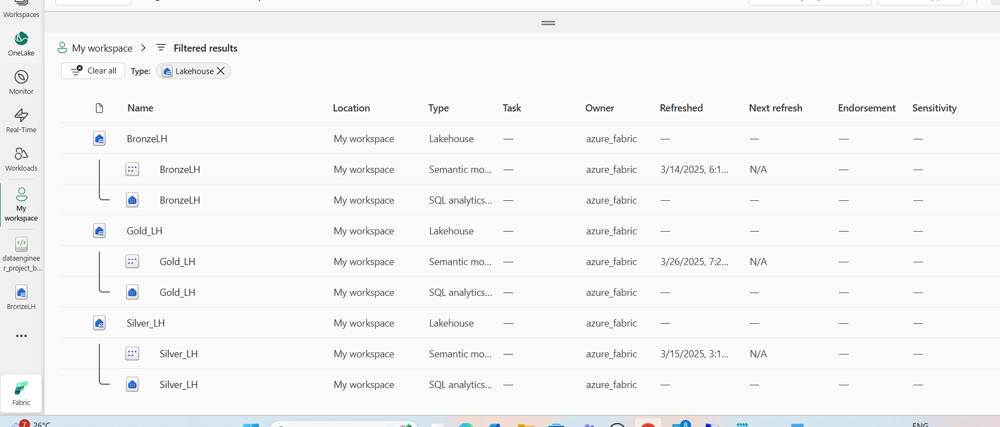 Workspaces
OneLake
Monitor
Real-Time
Workloads
My
workspace
dataenginee
r_project_b...
BronzeLH
Fabric
My workspace > Filtered results
Clear all Type: Lakehouse
Name Location Type Task Owner Refreshed Next refresh Endorsement Sensitivity
BronzeLH My workspace Lakehouse — azure_fabric — — — —
BronzeLH My workspace Semantic mo... — azure_fabric 3/14/2025, 6:1... N/A — —
BronzeLH My workspace SQL analytics... — azure_fabric — — — —
Gold_LH My workspace Lakehouse — azure_fabric — — — —
Gold_LH My workspace Semantic mo... — azure_fabric 3/26/2025, 7:2... N/A — —
Gold_LH My workspace SQL analytics... — azure_fabric — — — —
Silver_LH My workspace Lakehouse — azure_fabric — — — —
Silver_LH My workspace Semantic mo... — azure_fabric 3/15/2025, 3:1... N/A — —
Silver_LH My workspace SQL analytics... — azure_fabric — — — —
7 26°C 8 ENG